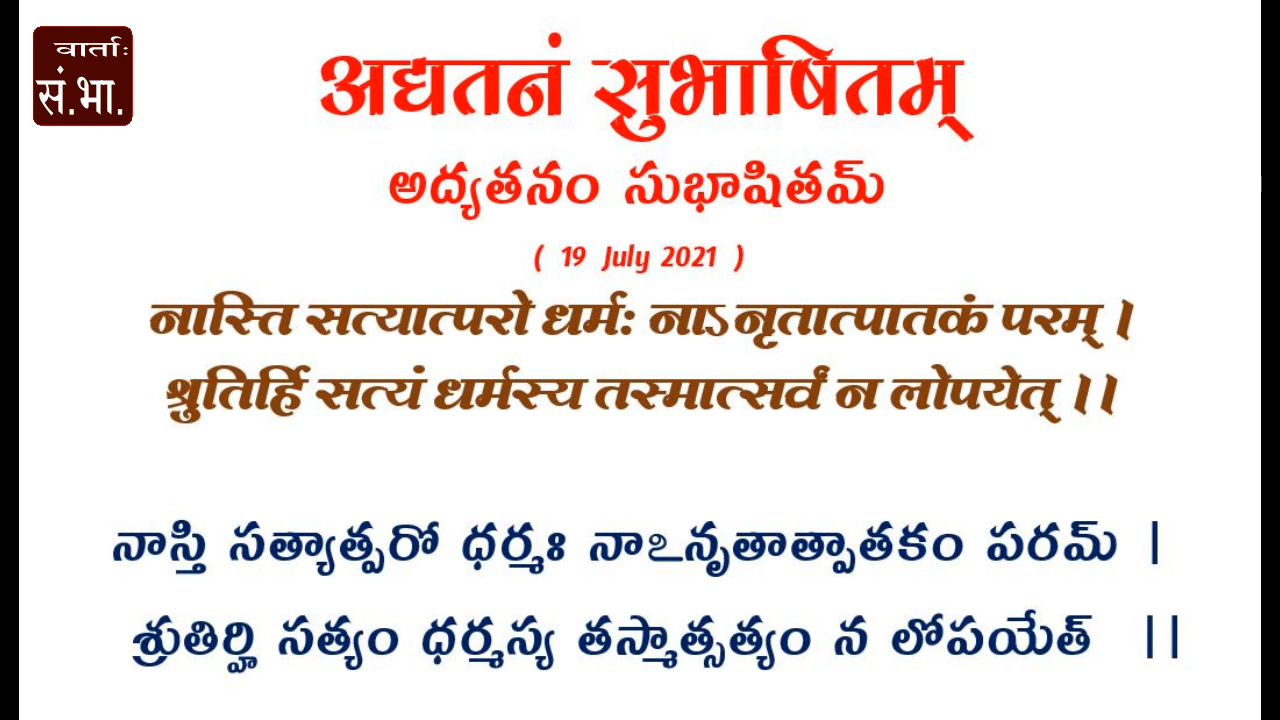 वार्ताः
सं.भा.
अद्यतनं सुभाषितम्
అద్యతనం సుభాషితమ్
( 19 July 2021 )
नास्ति सत्यात्परो धर्मः नाऽनृतात्पातकं परम् ।
श्रुतिर्हि सत्यं धर्मस्य तस्मात्सर्वं न लोपयेत् ।।
నాస్తి సత్యాత్పరో ధర్మః నాఽనృతాత్పాతకం పరమ్ |
శ్రుతిర్హి సత్యం ధర్మస్య తస్మాత్సత్యం న లోపయేత్ ||